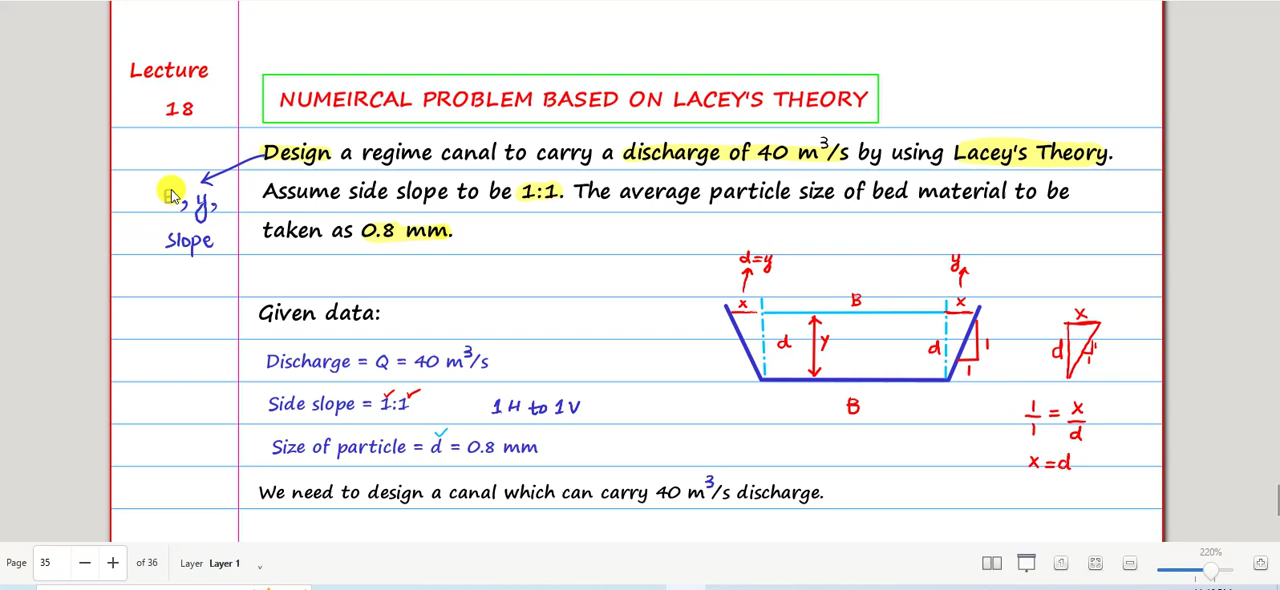 Lecture
18
NUMEIRCAL PROBLEM BASED ON LACEY'S THEORY
Design a regime canal to carry a discharge of 40 m³/s by using Lacey's Theory.
Assume side slope to be 1:1. The average particle size of bed material to be
taken as 0.8 mm.
, y,
slope
Given data:
Discharge = Q = 40 m³/s
Side slope = 1:1
1 H to 1 V
Size of particle = d = 0.8 mm
We need to design a canal which can carry 40 m³/s discharge.
d=y
y
x
B
x
d
y
d
1
1
B
x
d
1
1
1/1 = x/d
x = d
Page
35
of 36
Layer
Layer 1
220%